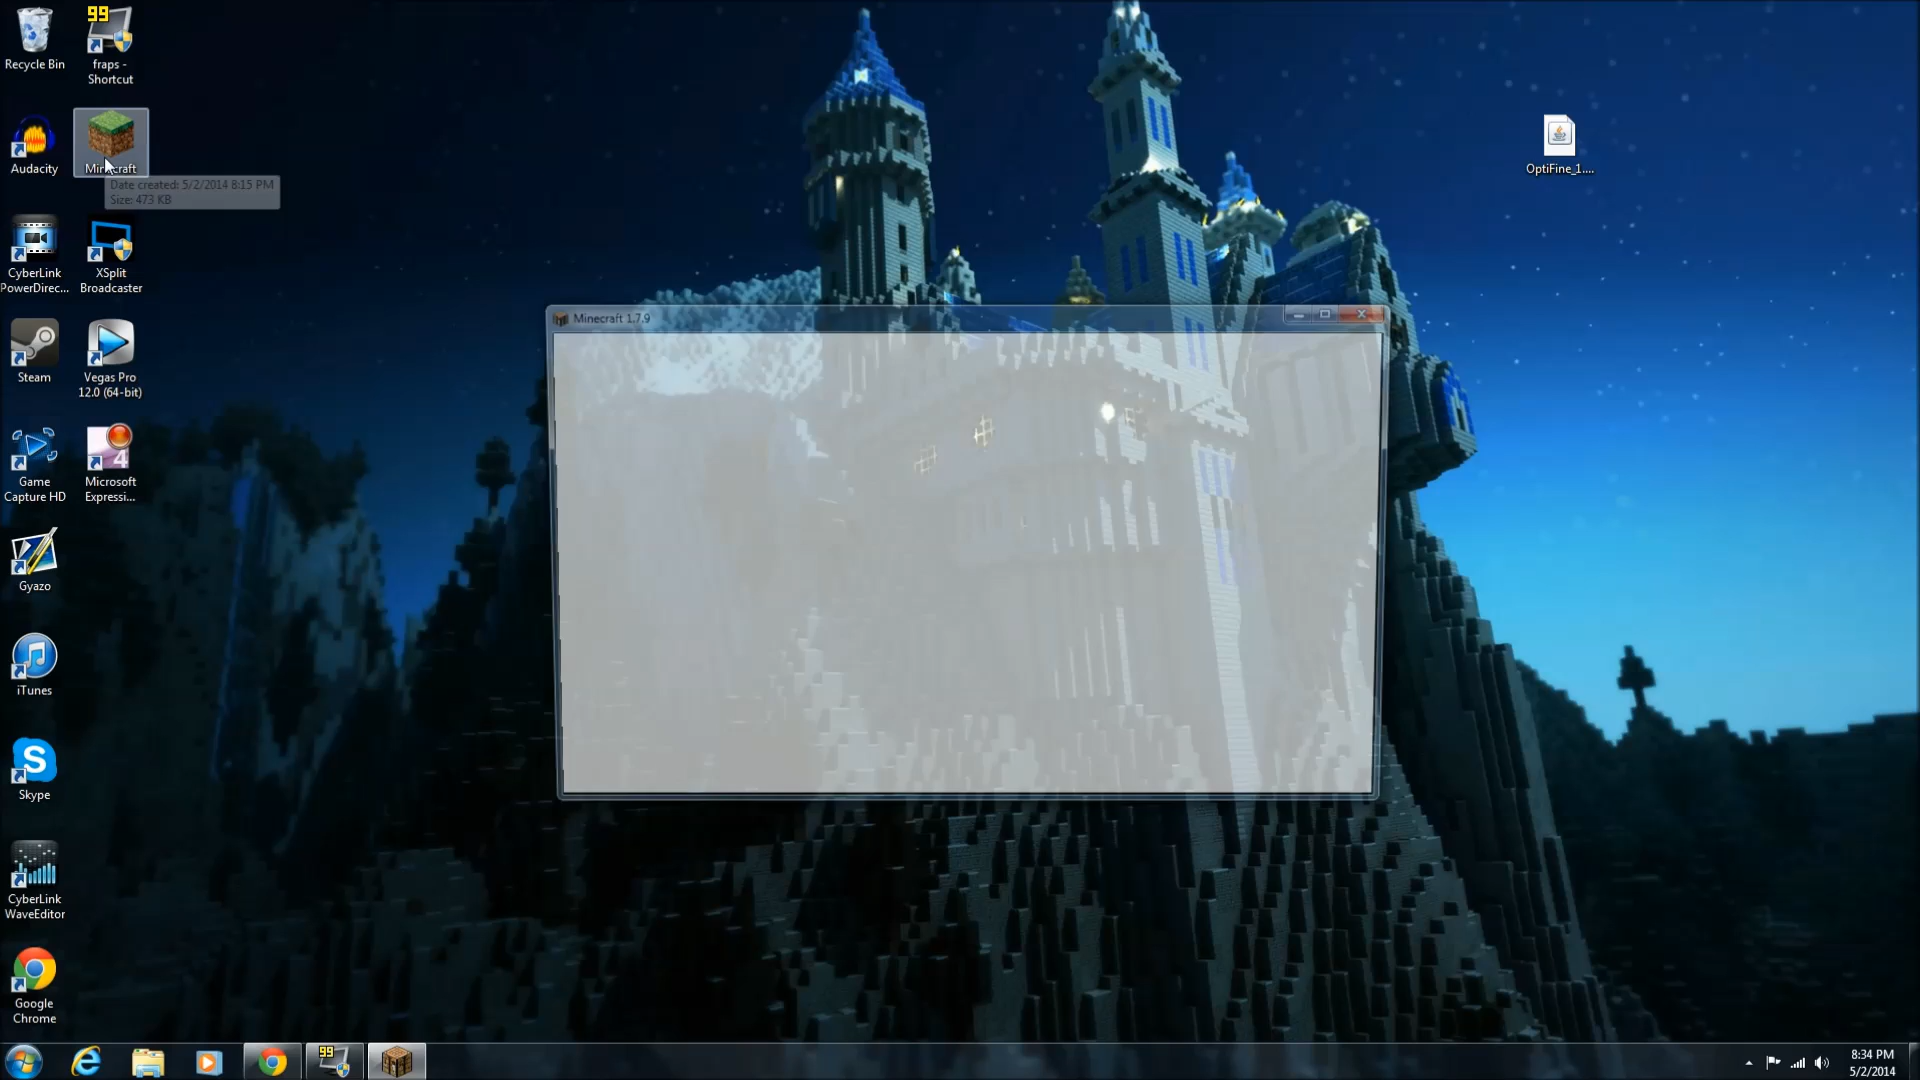 Recycle Bin
99
fraps -
Shortcut
Audacity
Minecraft
Date created: 5/2/2014 8:15 PM
Size: 473 KB
CyberLink
PowerDirec...
XSplit
Broadcaster
Steam
Vegas Pro
12.0 (64-bit)
Game
Capture HD
4
Microsoft
Expressi...
Gyazo
iTunes
S
Skype
CyberLink
WaveEditor
Google
Chrome
OptiFine_1....
Minecraft 1.7.9
99
8:34 PM
5/2/2014